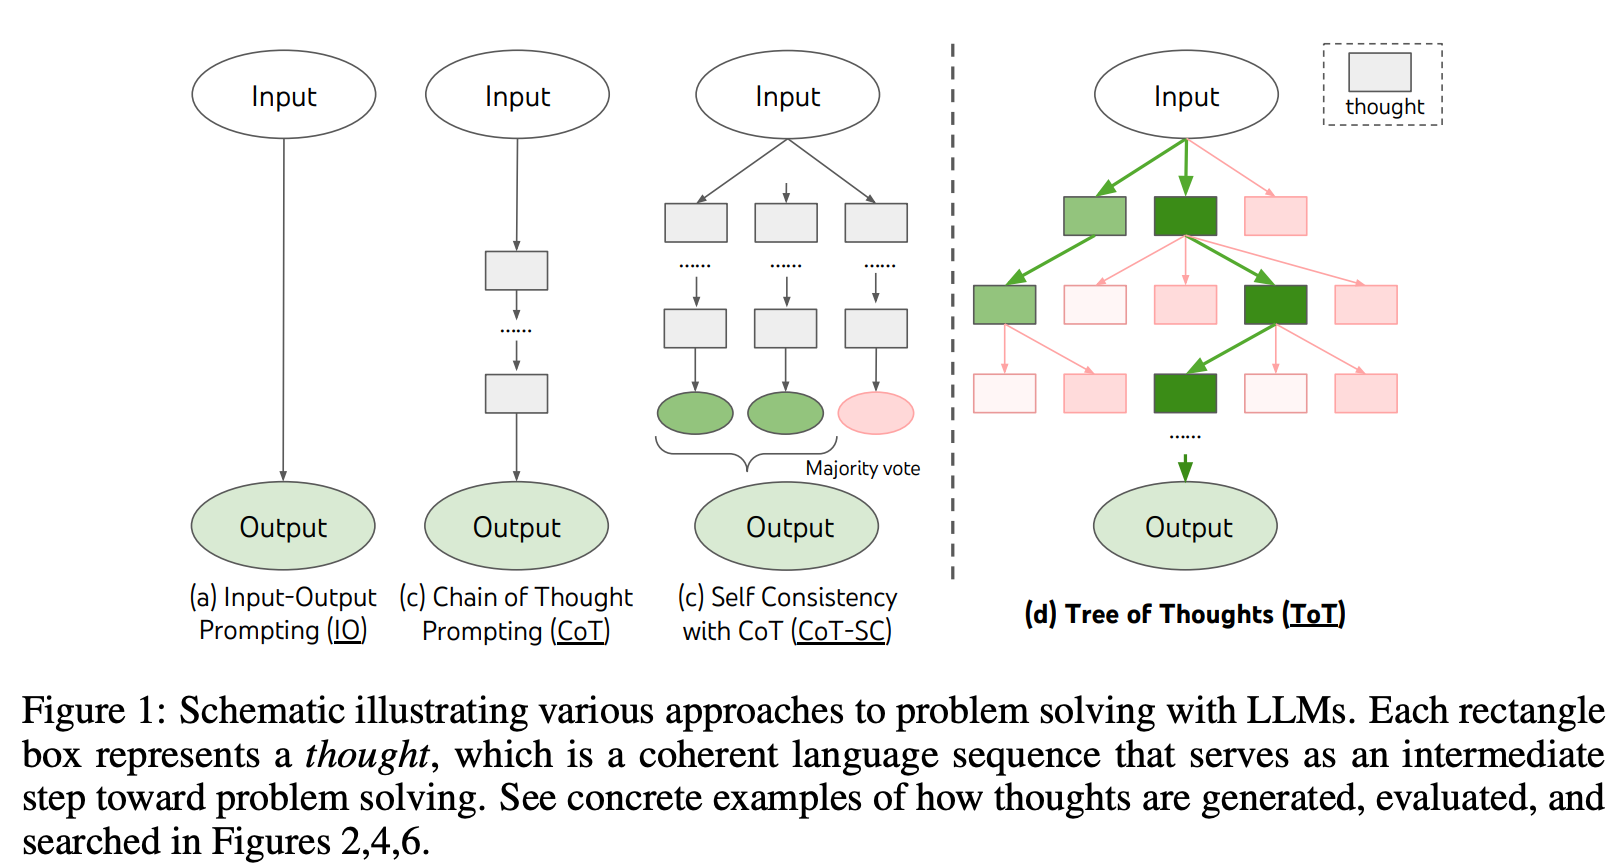 Input
Input
Input
Input
thought
......
......
......
......
......
Majority vote
Output
Output
Output
Output
(a) Input-Output
Prompting (IO)
(c) Chain of Thought
Prompting (CoT)
(c) Self Consistency
with CoT (CoT-SC)
(d) Tree of Thoughts (ToT)
Figure 1: Schematic illustrating various approaches to problem solving with LLMs. Each rectangle
box represents a thought, which is a coherent language sequence that serves as an intermediate
step toward problem solving. See concrete examples of how thoughts are generated, evaluated, and
searched in Figures 2,4,6.